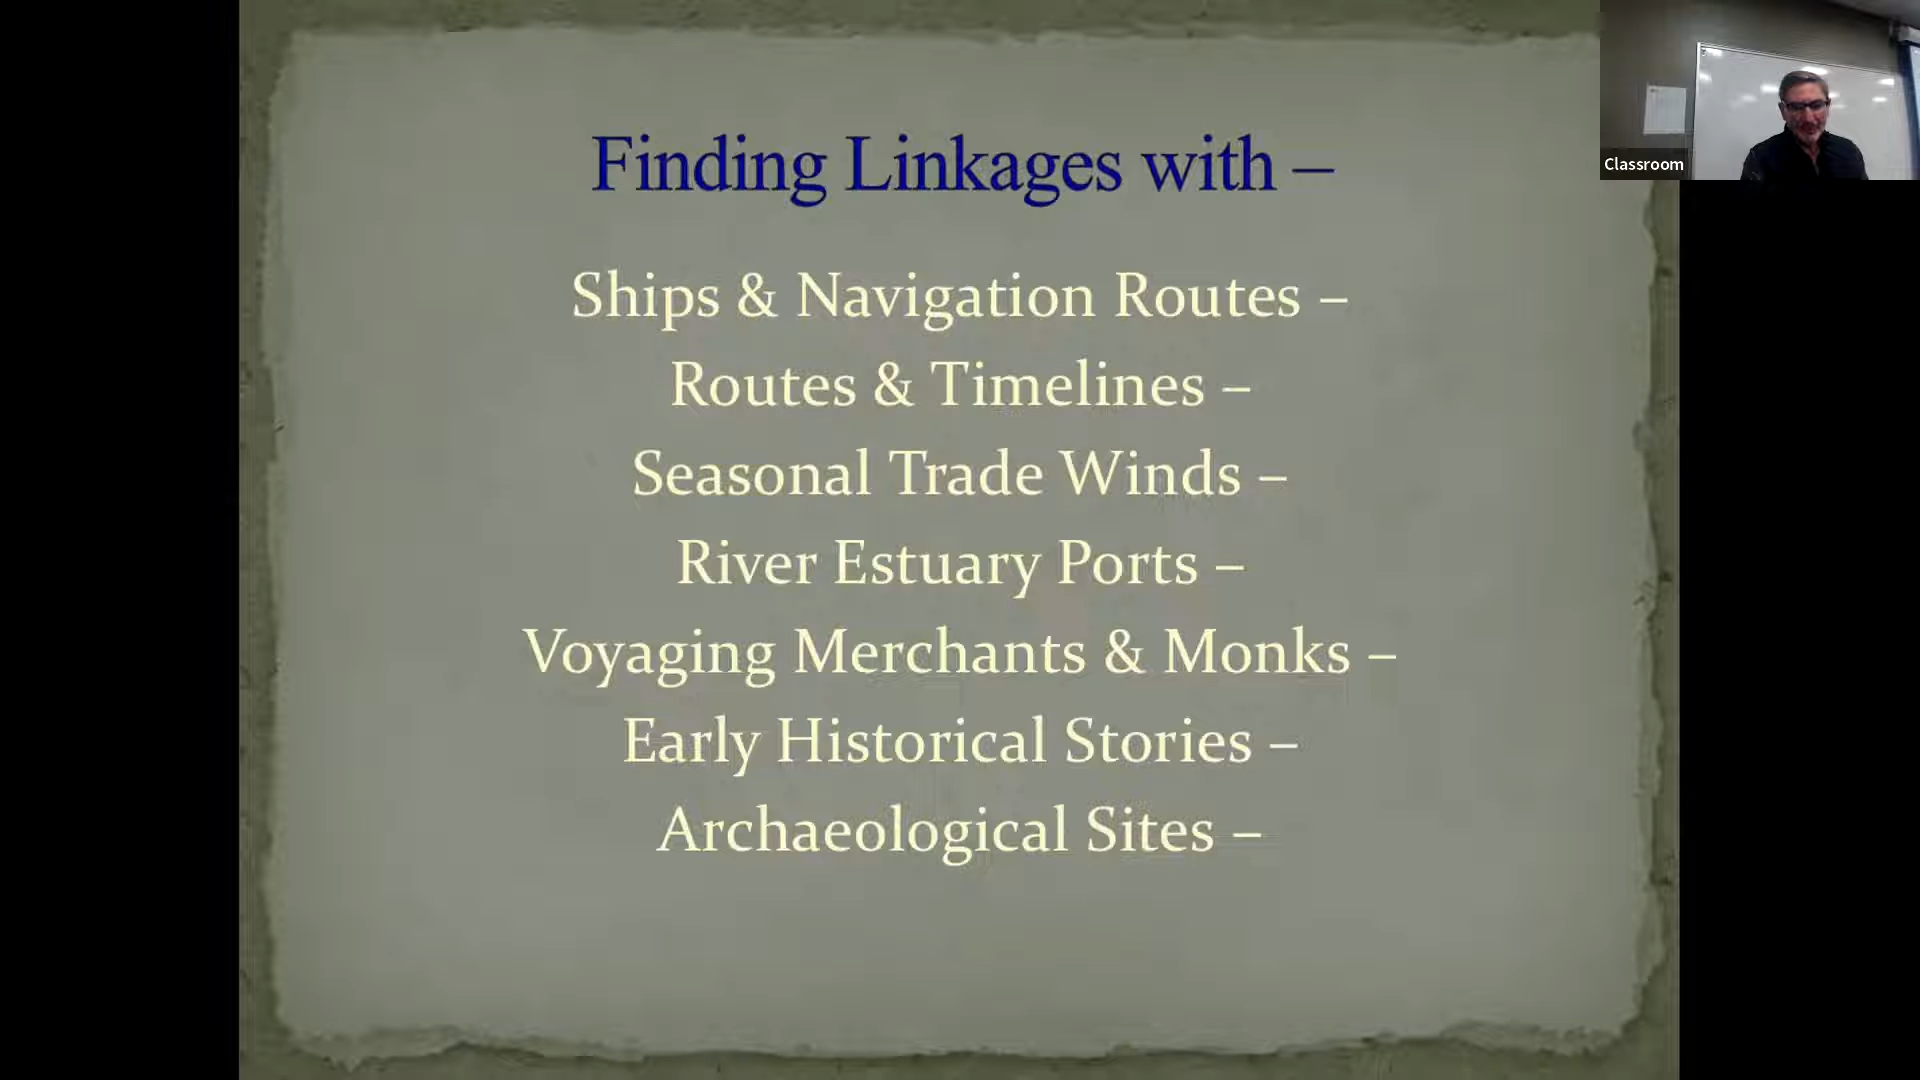 Finding Linkages with –
Ships & Navigation Routes –
Routes & Timelines –
Seasonal Trade Winds –
River Estuary Ports –
Voyaging Merchants & Monks –
Early Historical Stories –
Archaeological Sites –
Classroom